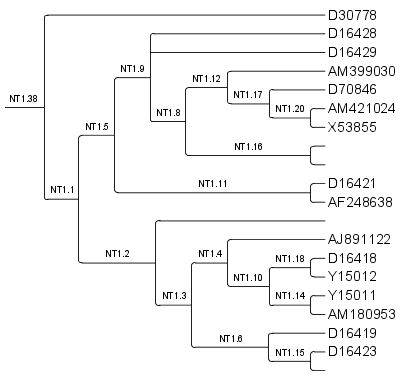 D30778
D16428
NT1.9
D16429
AM399030
NT1.12
D70846
NT1.17
NT1.38
AM421024
NT1.20
NT1.8
X53855
NT1.5
NT1.16
D16421
NT1.11
NT1.1
AF248638
AJ891122
NT1.2
NT1.4
NT1.18
D16418
NT1.10
Y15012
Y15011
NT1.14
NT1.3
AM180953
D16419
NT1.6
D16423
NT1.15